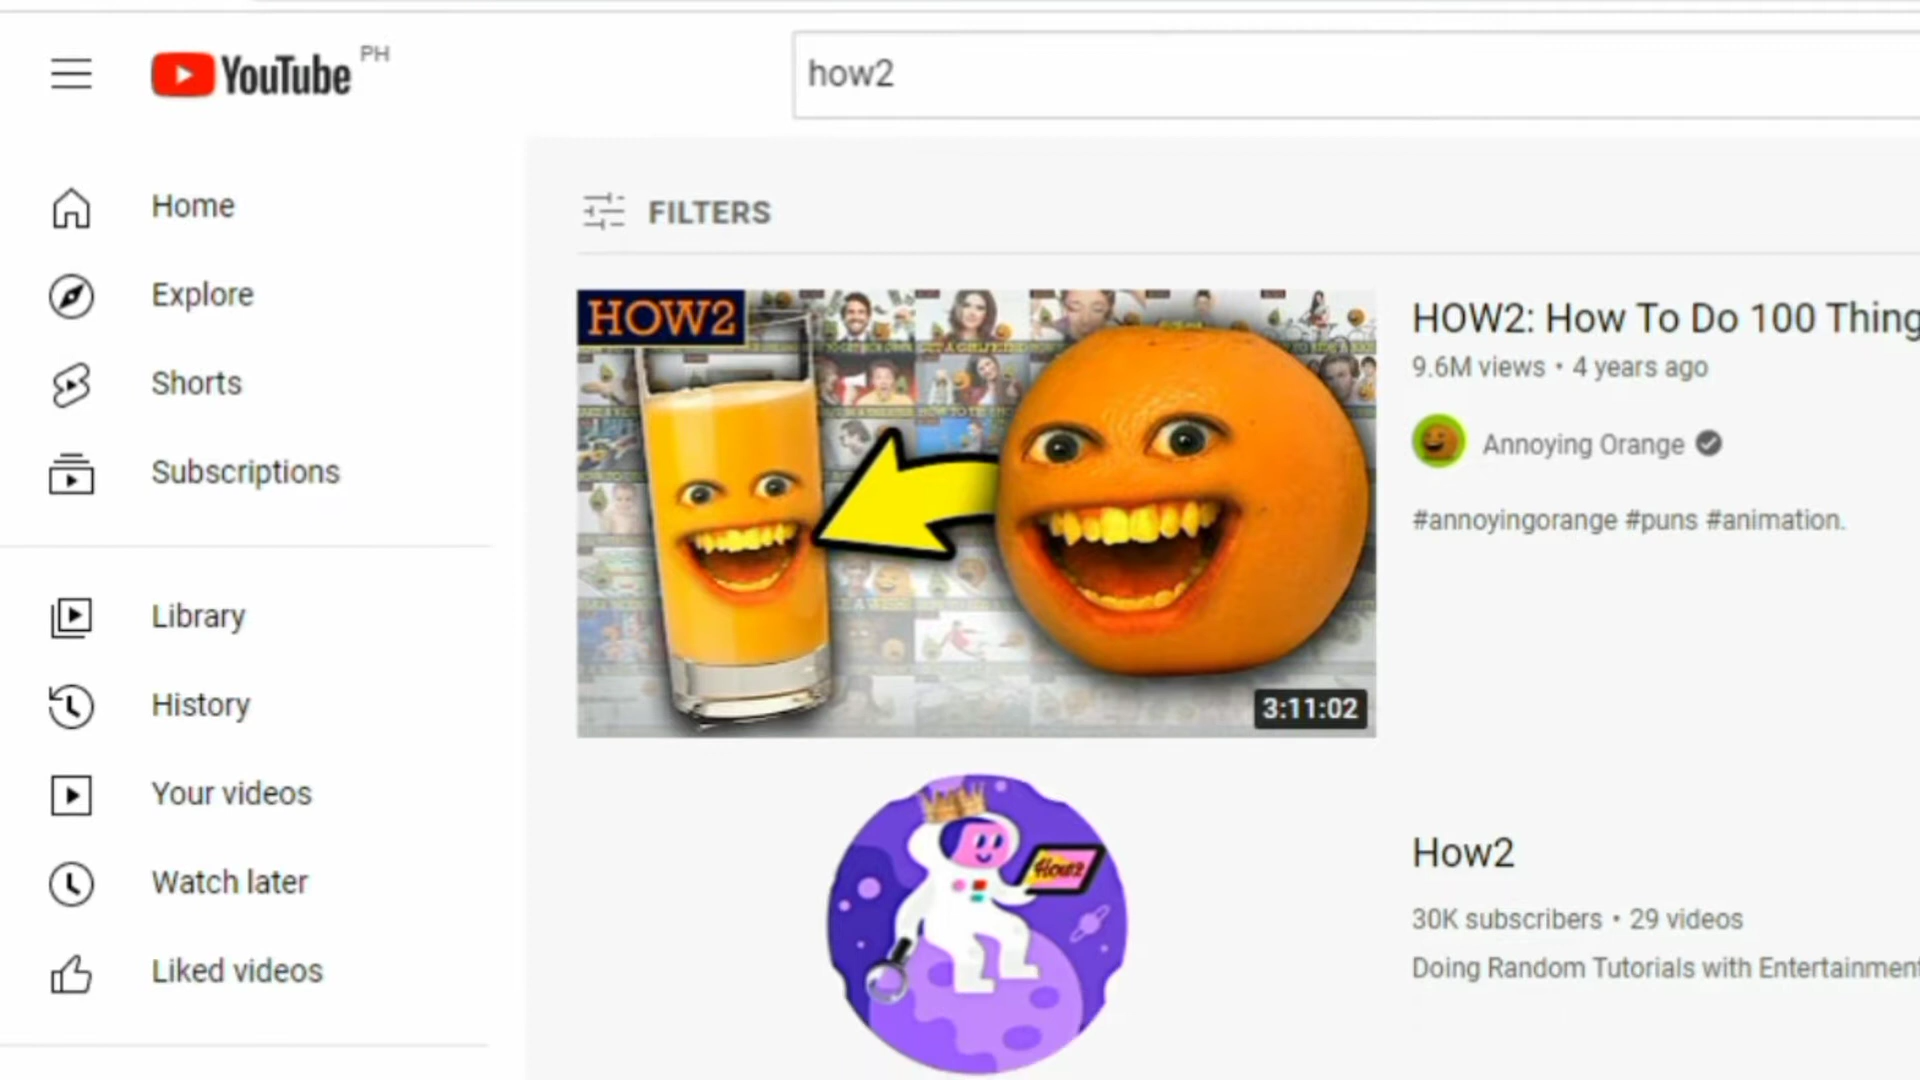 YouTube PH
how2
Home
Explore
Shorts
Subscriptions
Library
History
Your videos
Watch later
Liked videos
FILTERS
HOW2
3:11:02
HOW2: How To Do 100 Thing
9.6M views • 4 years ago
Annoying Orange
#annoyingorange #puns #animation.
How2
How2
30K subscribers • 29 videos
Doing Random Tutorials with Entertainment